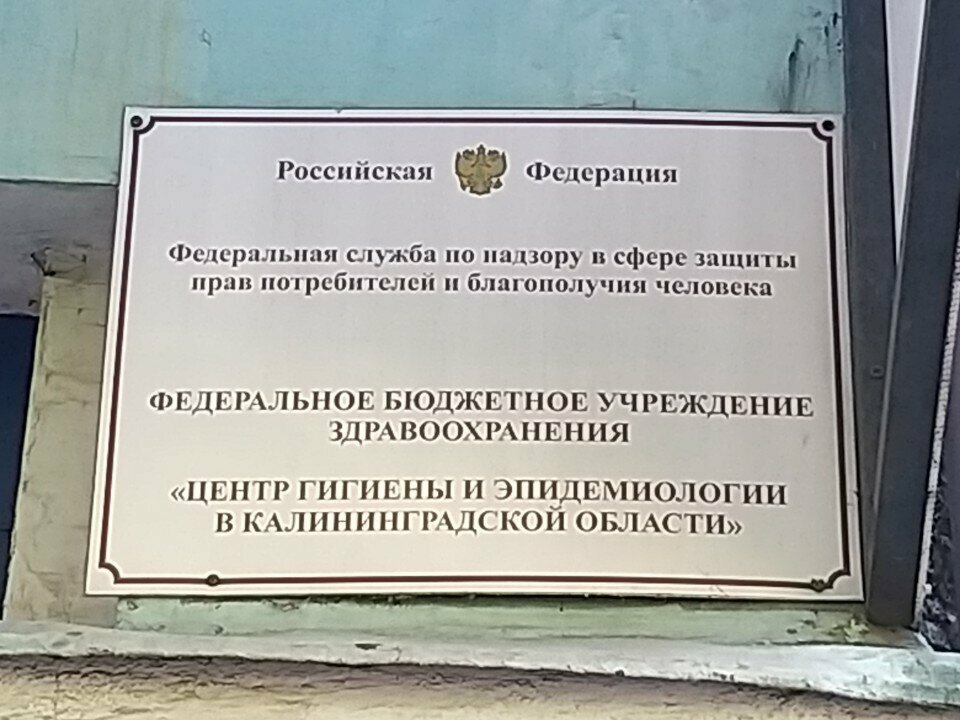 Российская Федерация
Федеральная служба по надзору в сфере защиты
прав потребителей и благополучия человека
ФЕДЕРАЛЬНОЕ БЮДЖЕТНОЕ УЧРЕЖДЕНИЕ
ЗДРАВООХРАНЕНИЯ
«ЦЕНТР ГИГИЕНЫ И ЭПИДЕМИОЛОГИИ
В КАЛИНИНГРАДСКОЙ ОБЛАСТИ»